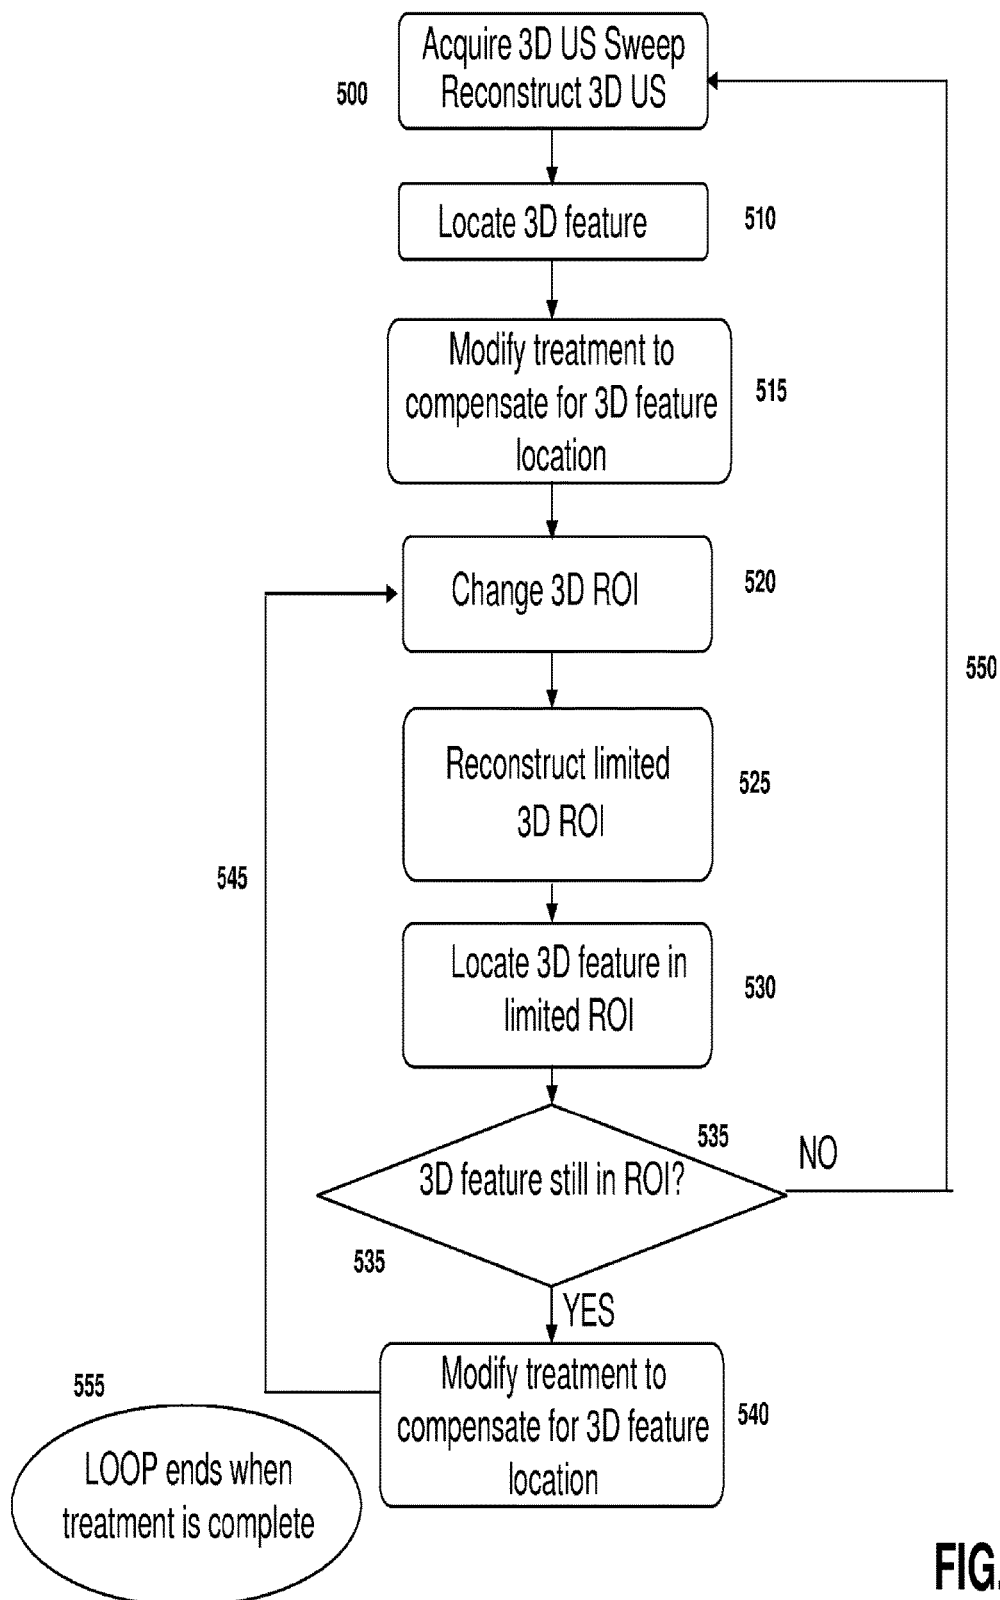 Acquire 3D US Sweep
Reconstruct 3D US
500
Locate 3D feature
510
Modify treatment to
compensate for 3D feature
location
515
Change 3D ROI
520
550
Reconstruct limited
3D ROI
525
545
Locate 3D feature in
limited ROI
530
535
NO
3D feature still in ROI?
535
YES
Modify treatment to
compensate for 3D feature
location
540
555
LOOP ends when
treatment is complete
FIG.